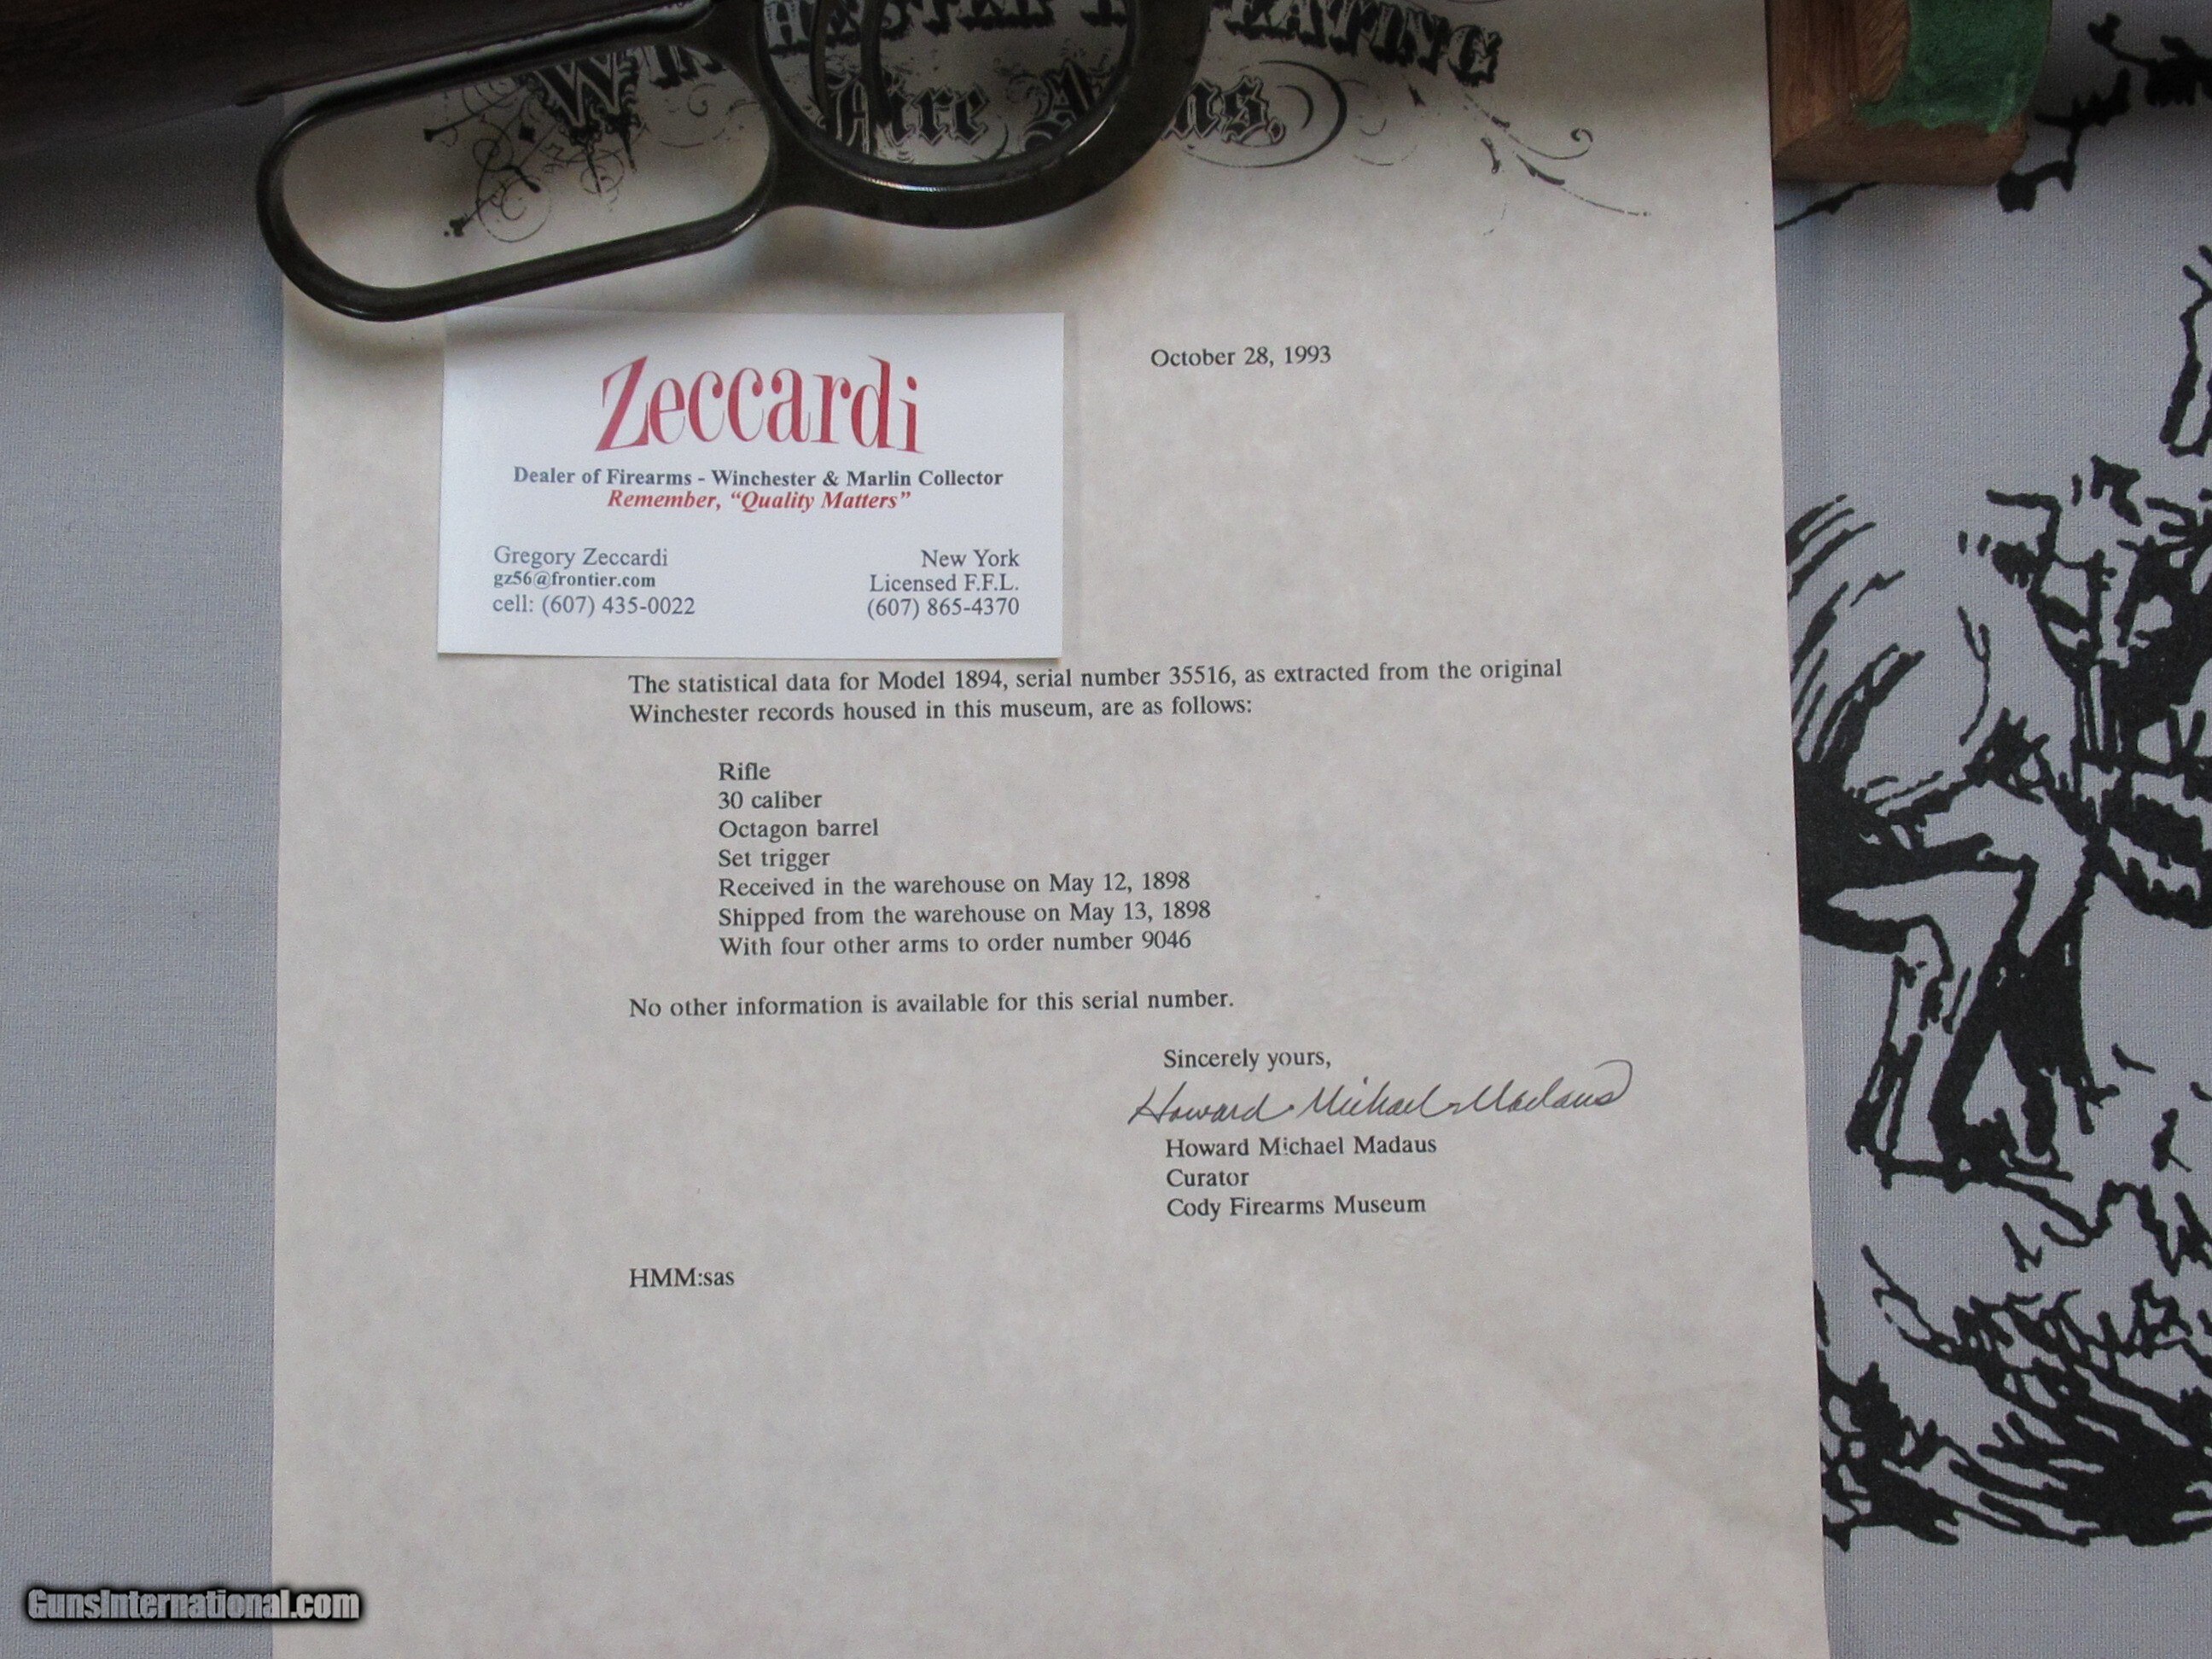 Fire
October 28, 1993
Zeccardi
Dealer of Firearms - Winchester & Marlin Collector
Remember, “Quality Matters”
Gregory Zeccardi
gz56@frontier.com
cell: (607) 435-0022
New York
Licensed F.F.L.
(607) 865-4370
The statistical data for Model 1894, serial number 35516, as extracted from the original
Winchester records housed in this museum, are as follows:
Rifle
30 caliber
Octagon barrel
Set trigger
Received in the warehouse on May 12, 1898
Shipped from the warehouse on May 13, 1898
With four other arms to order number 9046
No other information is available for this serial number.
Sincerely yours,
Howard Michael Madaus
Howard Michael Madaus
Curator
Cody Firearms Museum
HMM:sas
GunsInternational.com